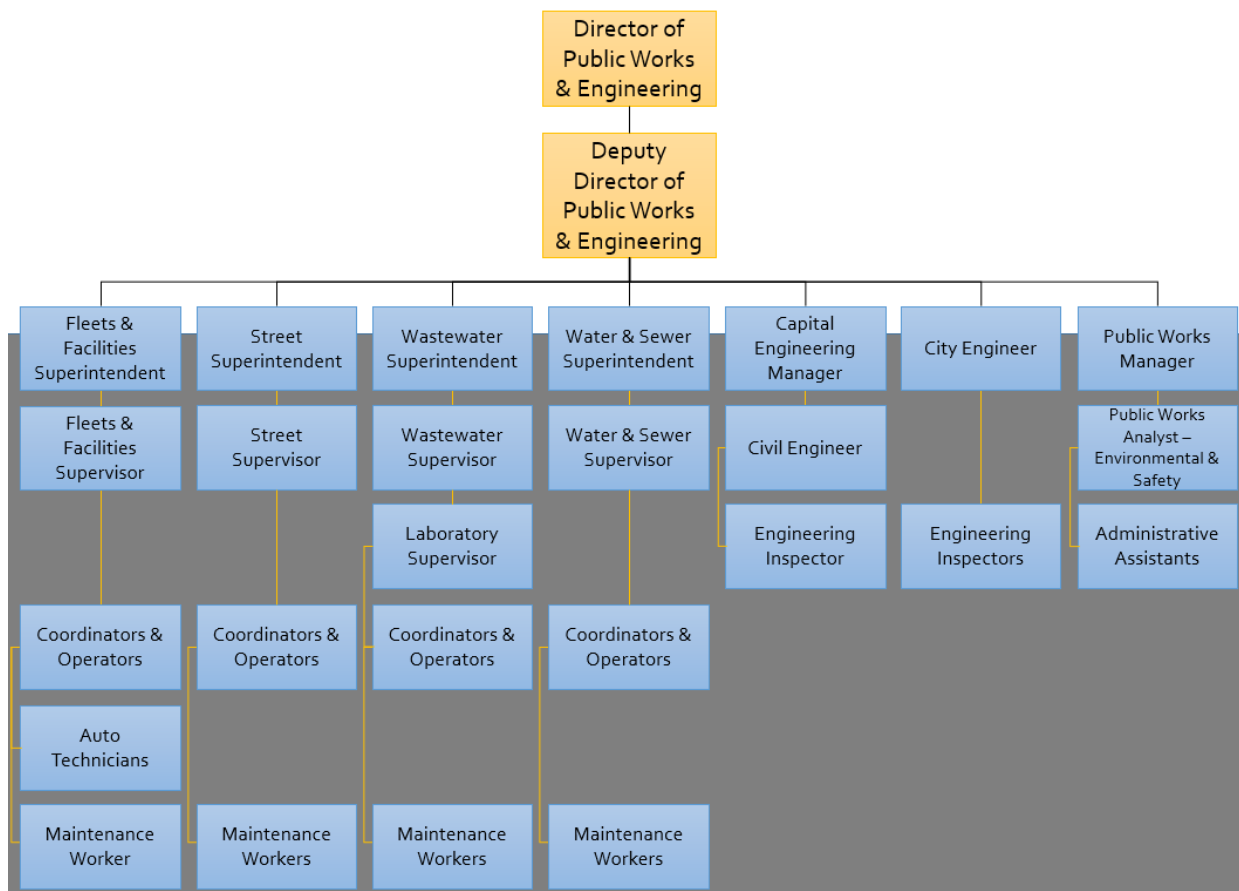 Director of
Public Works
& Engineering
Deputy
Director of
Public Works
& Engineering
Fleets &
Facilities
Superintendent
Street
Superintendent
Wastewater
Superintendent
Water & Sewer
Superintendent
Capital
Engineering
Manager
City Engineer
Public Works
Manager
Fleets &
Facilities
Supervisor
Street
Supervisor
Wastewater
Supervisor
Water & Sewer
Supervisor
Civil Engineer
Public Works
Analyst –
Environmental &
Safety
Laboratory
Supervisor
Engineering
Inspector
Engineering
Inspectors
Administrative
Assistants
Coordinators &
Operators
Coordinators &
Operators
Coordinators &
Operators
Coordinators &
Operators
Auto
Technicians
Maintenance
Worker
Maintenance
Workers
Maintenance
Workers
Maintenance
Workers